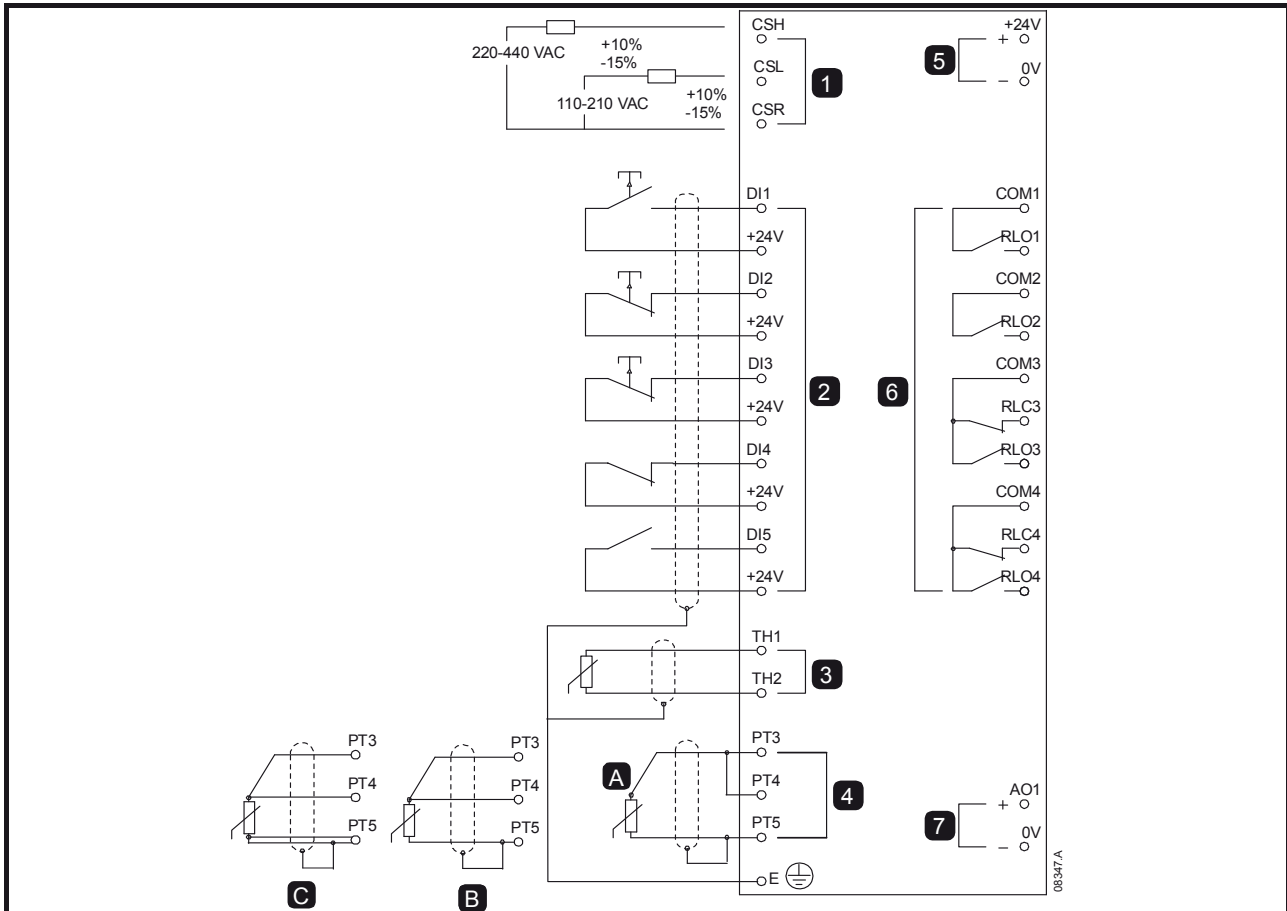 220-440 VAC
+10%
-15%
110-210 VAC
+10%
-15%
CSH
CSL
CSR
1
5
+24V
+
0V
–
DI1
+24V
DI2
+24V
DI3
+24V
DI4
+24V
DI5
+24V
2
6
COM1
RLO1
COM2
RLO2
COM3
RLC3
RLO3
COM4
RLC4
RLO4
TH1
TH2
3
PT3
PT4
PT5
C
PT3
PT4
PT5
B
A
PT3
PT4
PT5
4
E
7
AO1
+
0V
–
08347.A